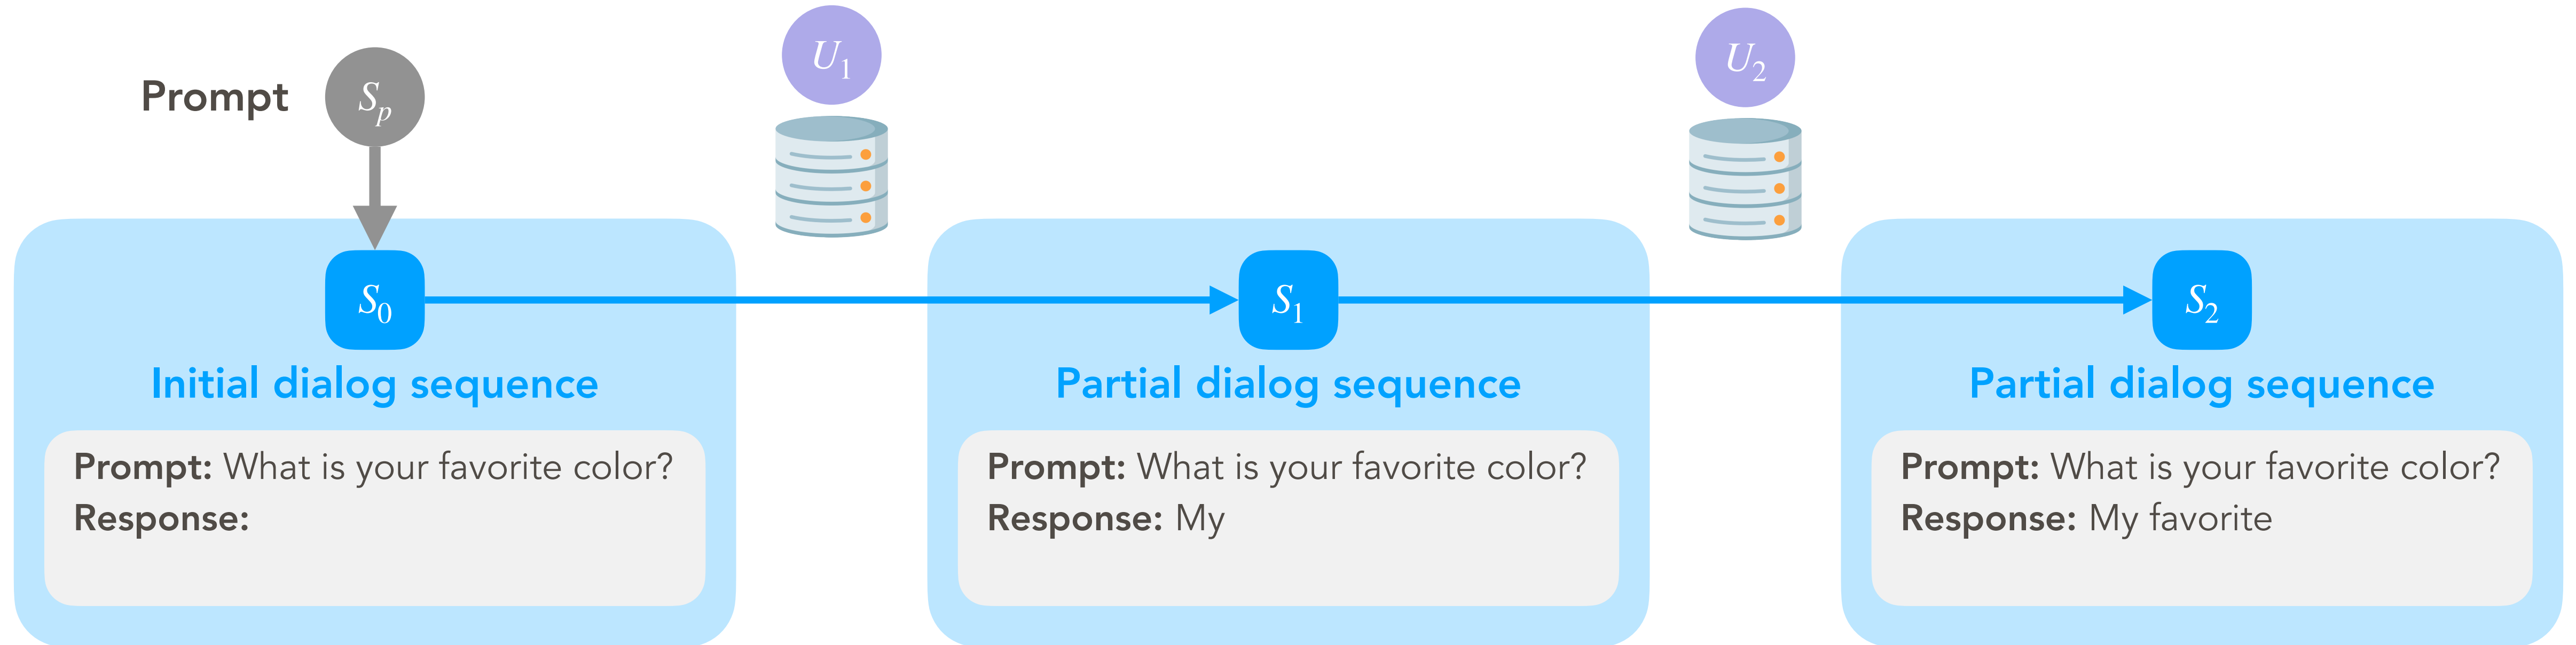 Prompt
Sₚ
U₁
U₂
S₀
S₁
S₂
Initial dialog sequence
Prompt: What is your favorite color?
Response:
Partial dialog sequence
Prompt: What is your favorite color?
Response: My
Partial dialog sequence
Prompt: What is your favorite color?
Response: My favorite